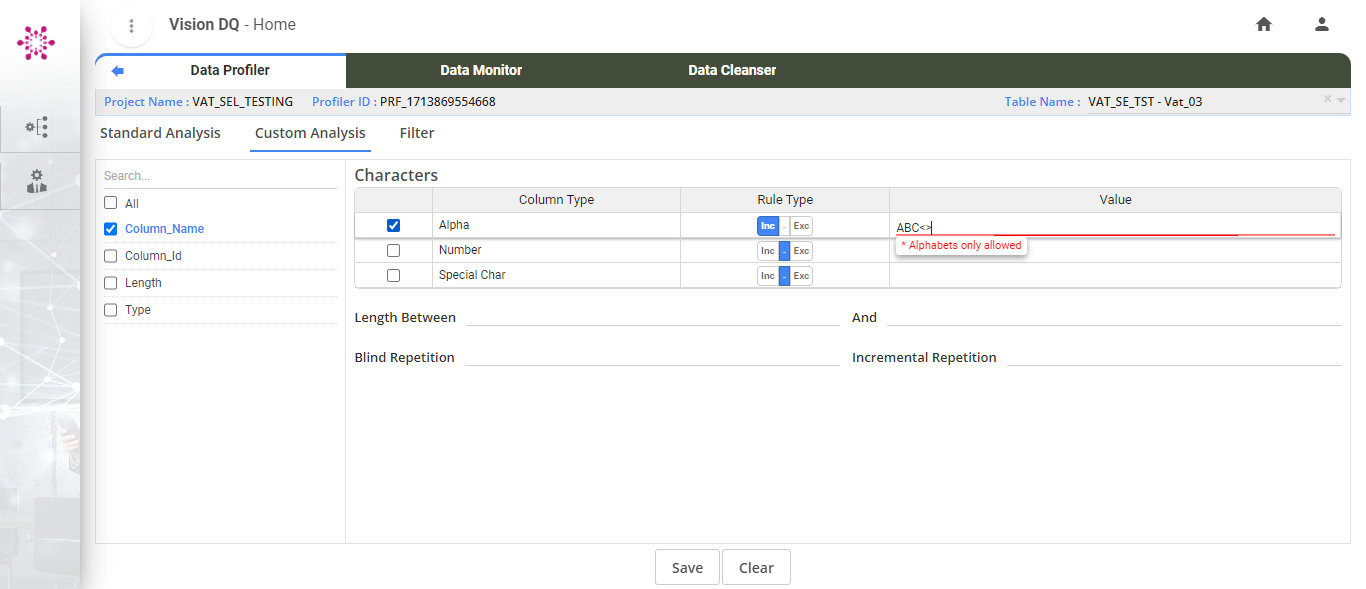 Vision DQ - Home
Data Profiler Data Monitor Data Cleanser
Project Name : VAT_SEL_TESTING Profiler ID : PRF_1713869554668 Table Name : VAT_SE_TST - Vat_03
Standard Analysis Custom Analysis Filter
Search...
All
Column_Name
Column_Id
Length
Type
Characters
Column Type Rule Type Value
Alpha Inc - Exc ABC<>
* Alphabets only allowed
Number Inc - Exc
Special Char Inc - Exc
Length Between And
Blind Repetition Incremental Repetition
Save Clear